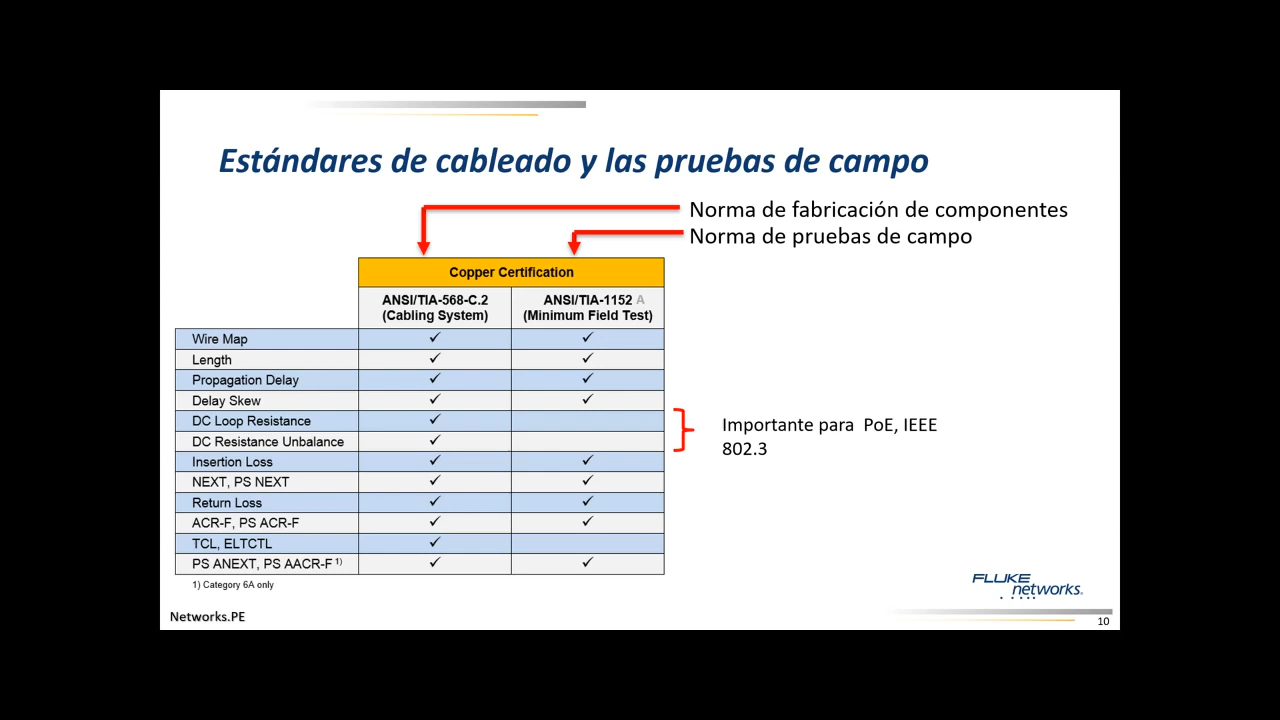 Estándares de cableado y las pruebas de campo
Norma de fabricación de componentes
Norma de pruebas de campo
Copper Certification
ANSI/TIA-568-C.2
(Cabling System)
ANSI/TIA-1152 A
(Minimum Field Test)
Wire Map ✓ ✓
Length ✓ ✓
Propagation Delay ✓ ✓
Delay Skew ✓ ✓
DC Loop Resistance ✓
DC Resistance Unbalance ✓
Importante para PoE, IEEE
802.3
Insertion Loss ✓ ✓
NEXT, PS NEXT ✓ ✓
Return Loss ✓ ✓
ACR-F, PS ACR-F ✓ ✓
TCL, ELTCTL ✓
PS ANEXT, PS AACR-F 1) ✓ ✓
1) Category 6A only
FLUKE
networks.
Networks.PE
10